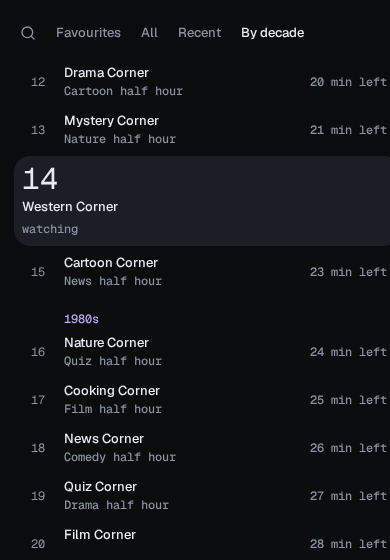 Favourites All Recent By decade
12 Drama Corner 20 min left
Cartoon half hour
13 Mystery Corner 21 min left
Nature half hour
14
Western Corner
watching
15 Cartoon Corner 23 min left
News half hour
1980s
16 Nature Corner 24 min left
Quiz half hour
17 Cooking Corner 25 min left
Film half hour
18 News Corner 26 min left
Comedy half hour
19 Quiz Corner 27 min left
Drama half hour
20 Film Corner 28 min left